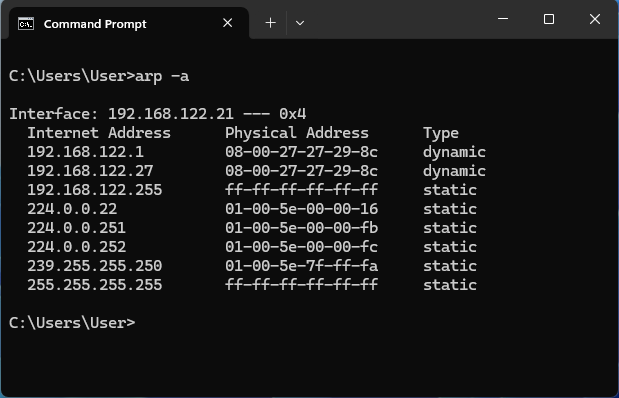 Command Prompt
C:\Users\User>arp -a
Interface: 192.168.122.21 --- 0x4
Internet Address Physical Address Type
192.168.122.1 08-00-27-27-29-8c dynamic
192.168.122.27 08-00-27-27-29-8c dynamic
192.168.122.255 ff-ff-ff-ff-ff-ff static
224.0.0.22 01-00-5e-00-00-16 static
224.0.0.251 01-00-5e-00-00-fb static
224.0.0.252 01-00-5e-00-00-fc static
239.255.255.250 01-00-5e-7f-ff-fa static
255.255.255.255 ff-ff-ff-ff-ff-ff static
C:\Users\User>